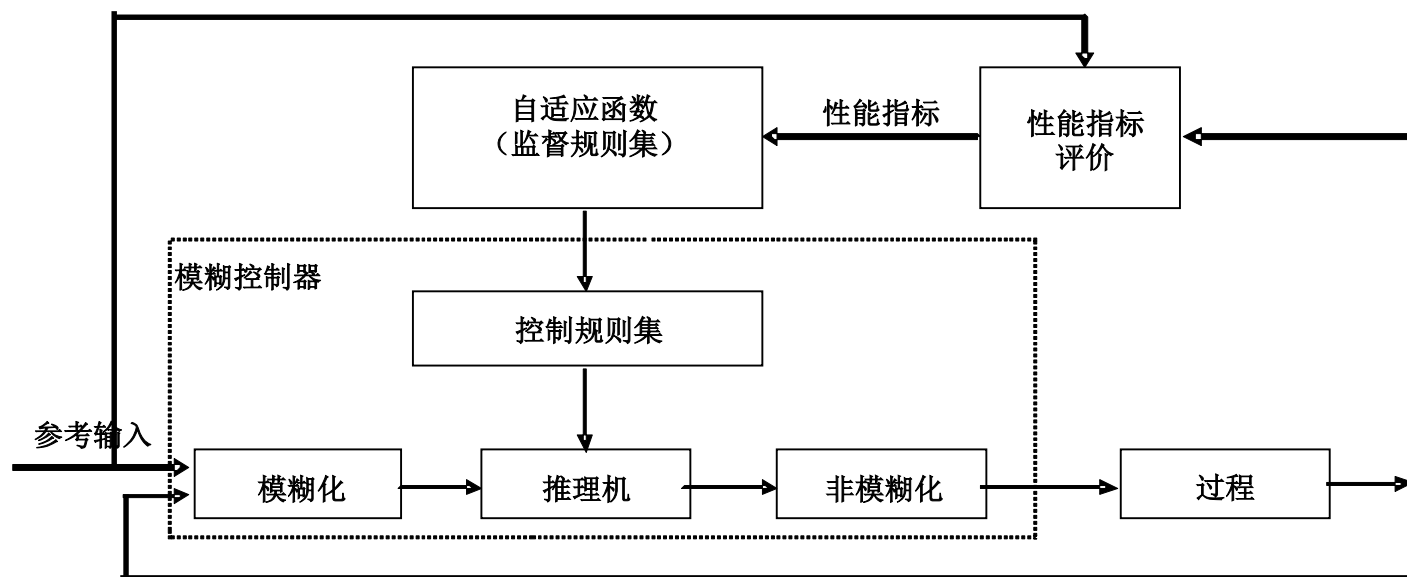 自适应函数
（监督规则集）
性能指标
性能指标
评价
模糊控制器
控制规则集
参考输入
模糊化
推理机
非模糊化
过程